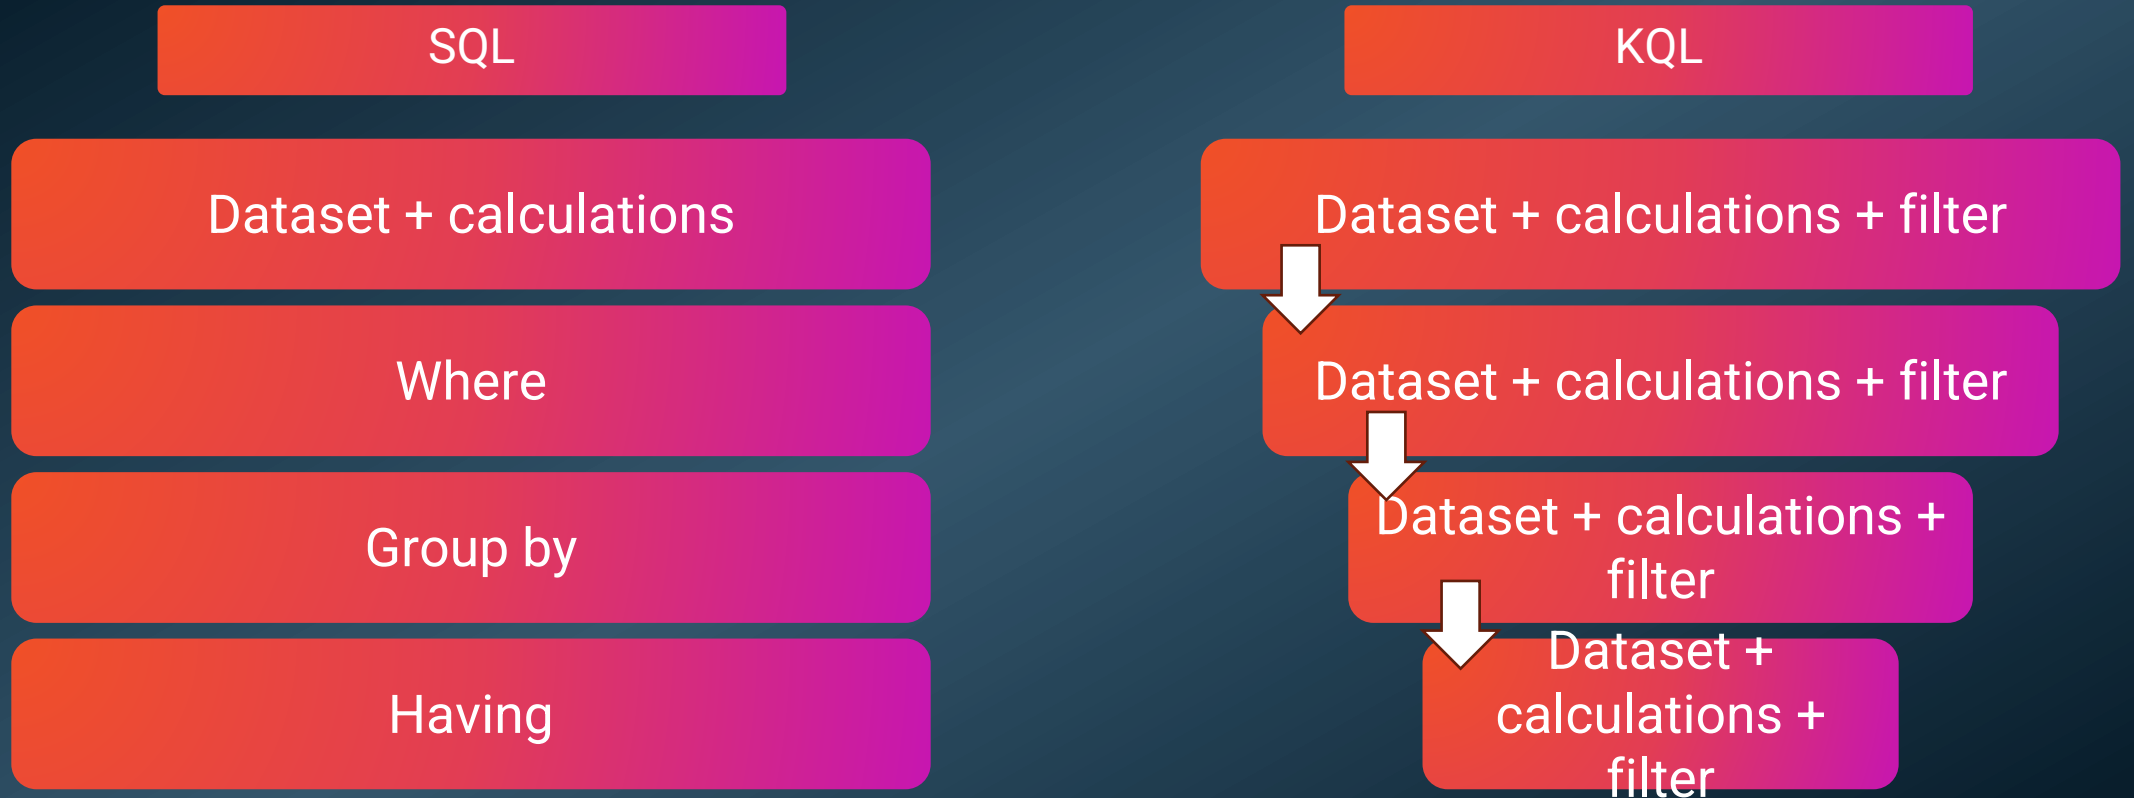 SQL
KQL
Dataset + calculations
Where
Group by
Having
Dataset + calculations + filter
Dataset + calculations + filter
Dataset + calculations +
filter
Dataset +
calculations +
filter